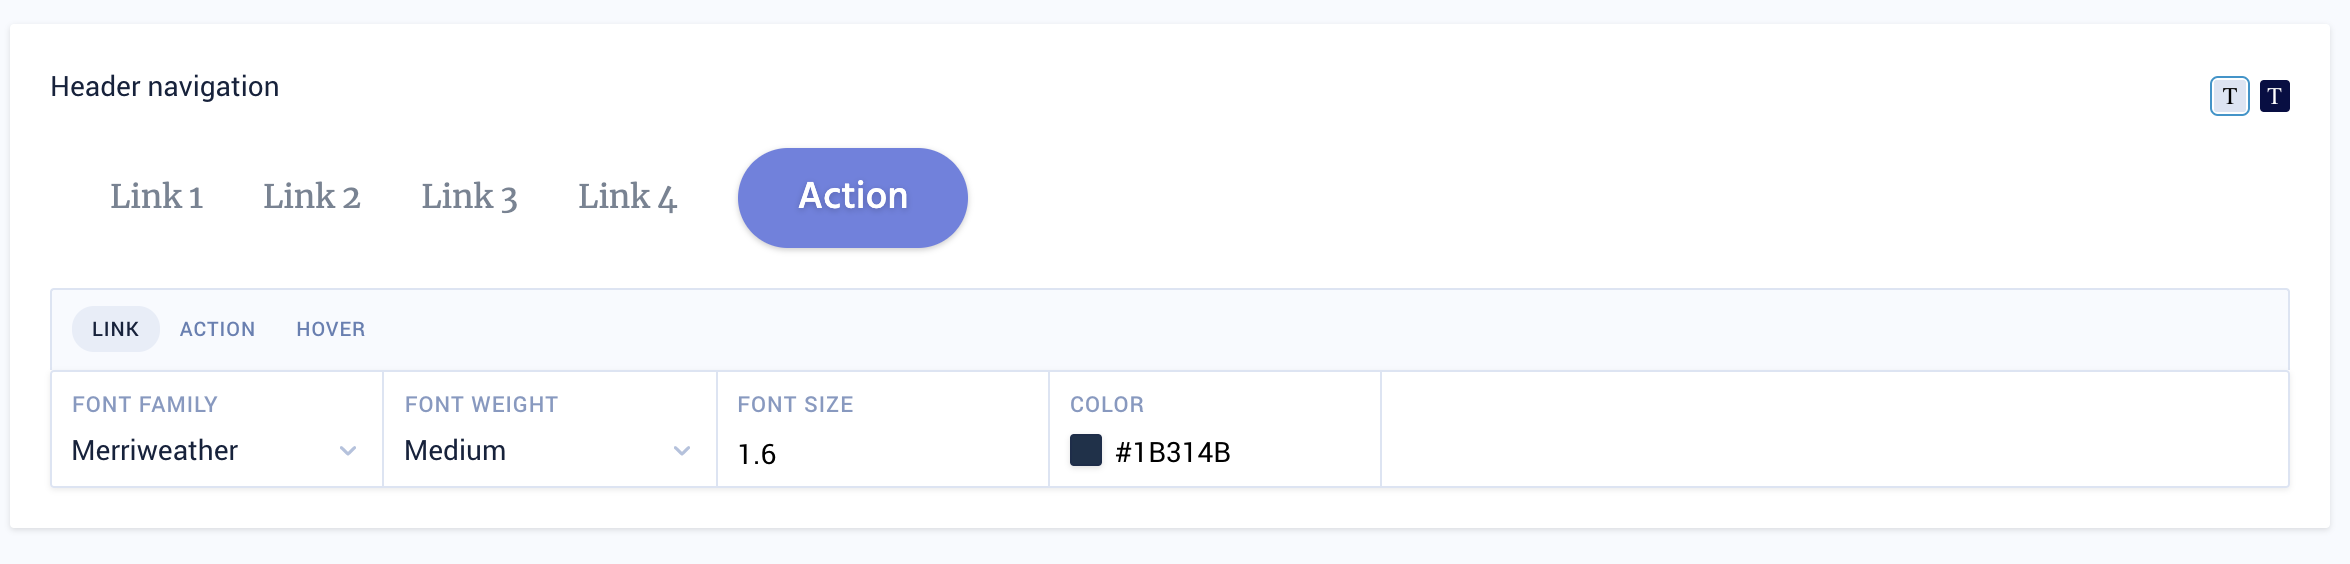 Header navigation
T T
Link 1 Link 2 Link 3 Link 4 Action
LINK ACTION HOVER
FONT FAMILY FONT WEIGHT FONT SIZE COLOR
Merriweather Medium 1.6 #1B314B